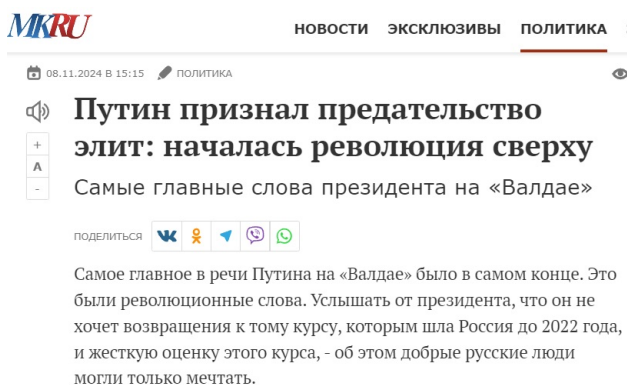 MKRU
НОВОСТИ ЭКСКЛЮЗИВЫ ПОЛИТИКА
08.11.2024 В 15:15 ПОЛИТИКА
Путин признал предательство
элит: началась революция сверху
+
А
-
Самые главные слова президента на «Валдае»
ПОДЕЛИТЬСЯ
Самое главное в речи Путина на «Валдае» было в самом конце. Это
были революционные слова. Услышать от президента, что он не
хочет возвращения к тому курсу, которым шла Россия до 2022 года,
и жесткую оценку этого курса, - об этом добрые русские люди
могли только мечтать.